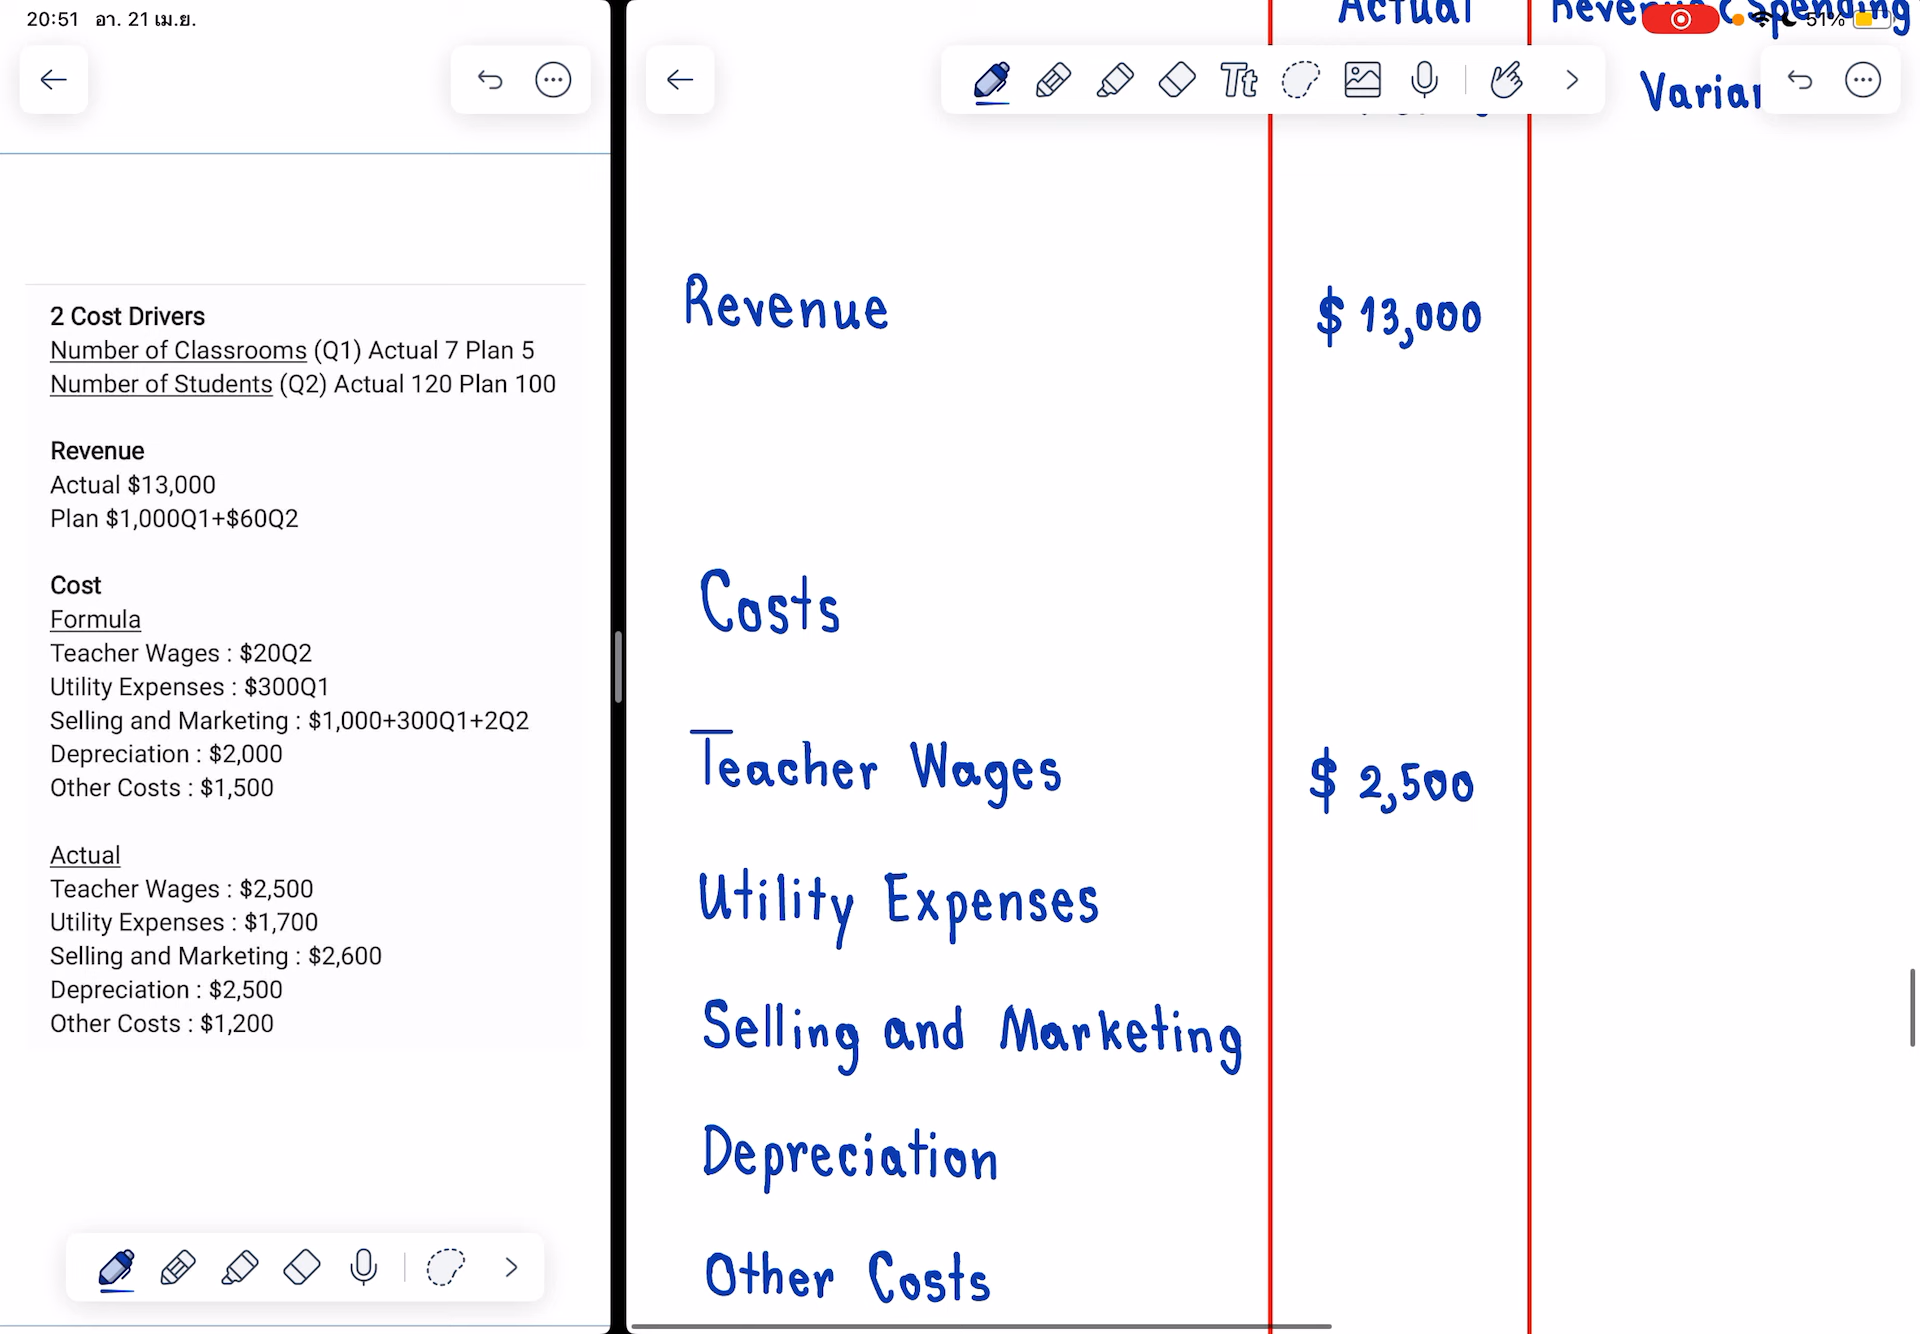 20:51 อา. 21 เม.ย.
51%
2 Cost Drivers
Number of Classrooms (Q1) Actual 7 Plan 5
Number of Students (Q2) Actual 120 Plan 100
Revenue
Actual $13,000
Plan $1,000Q1+$60Q2
Cost
Formula
Teacher Wages : $20Q2
Utility Expenses : $300Q1
Selling and Marketing : $1,000+300Q1+2Q2
Depreciation : $2,000
Other Costs : $1,500
Actual
Teacher Wages : $2,500
Utility Expenses : $1,700
Selling and Marketing : $2,600
Depreciation : $2,500
Other Costs : $1,200
Actual
Spending
Tt
Revenue $ 13,000
Costs
Teacher Wages $ 2,500
Utility Expenses
Selling and Marketing
Depreciation
Other Costs